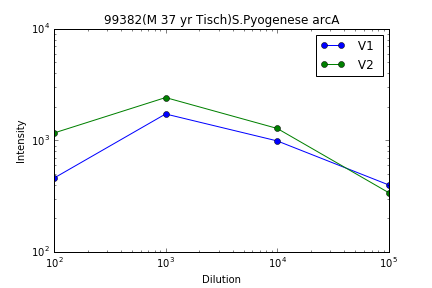 99382(M 37 yr Tisch)S.Pyogenese arcA
10^4
10^3
10^2
Intensity
V1
V2
10^2 10^3 10^4 10^5
Dilution